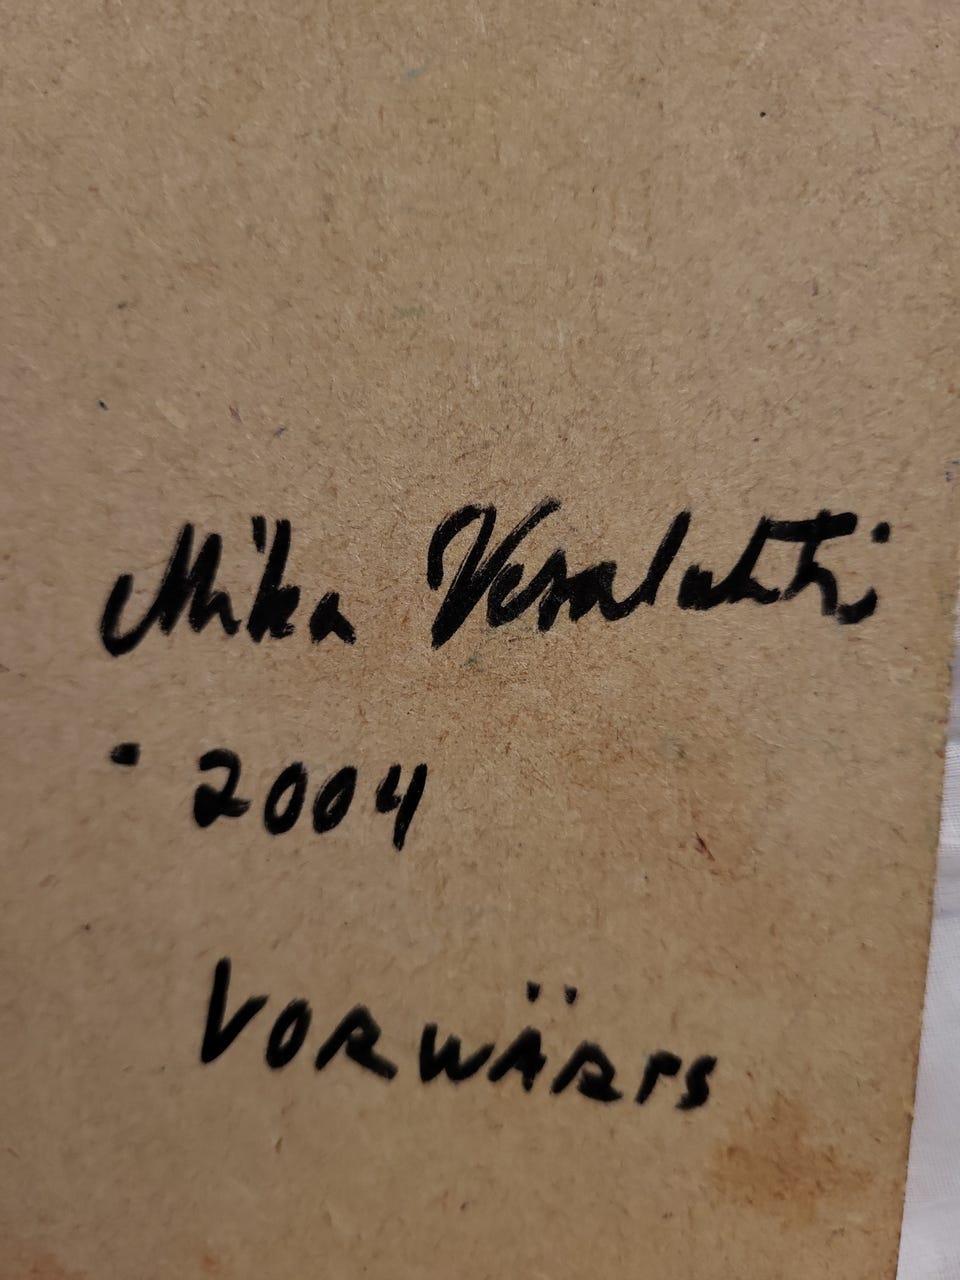 Mika Vesalahti
· 2004
VORWÄRTS